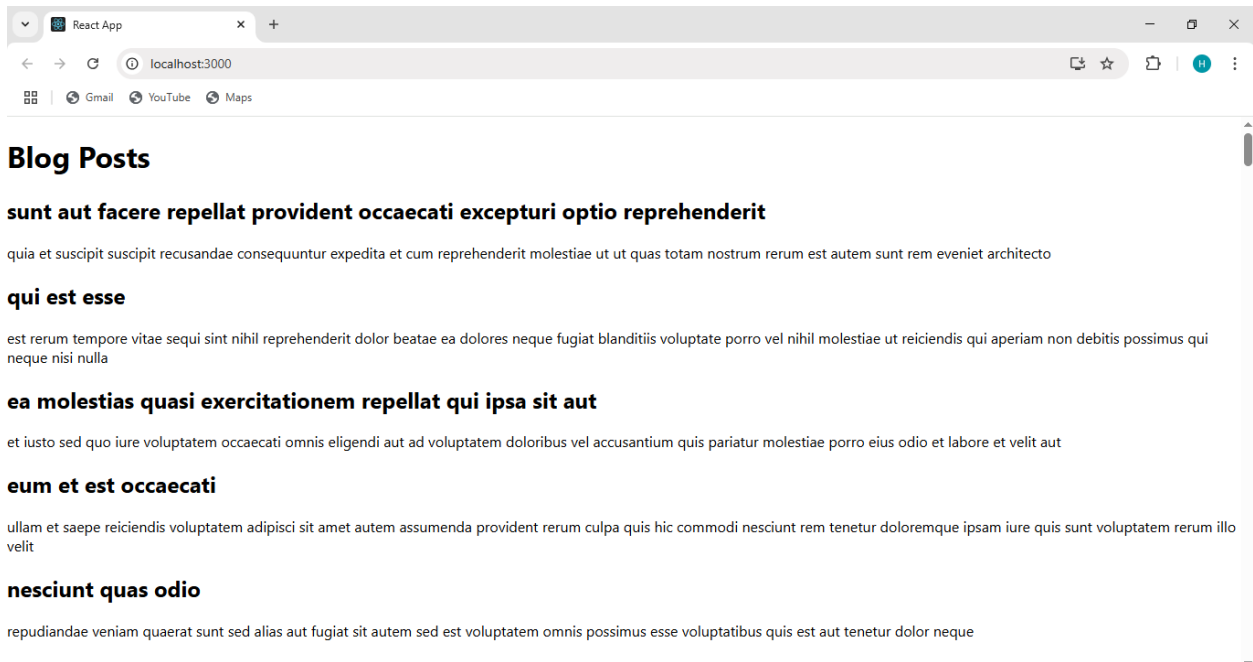 React App
localhost:3000
H
Gmail YouTube Maps
Blog Posts
sunt aut facere repellat provident occaecati excepturi optio reprehenderit
quia et suscipit suscipit recusandae consequuntur expedita et cum reprehenderit molestiae ut ut quas totam nostrum rerum est autem sunt rem eveniet architecto
qui est esse
est rerum tempore vitae sequi sint nihil reprehenderit dolor beatae ea dolores neque fugiat blanditiis voluptate porro vel nihil molestiae ut reiciendis qui aperiam non debitis possimus qui
neque nisi nulla
ea molestias quasi exercitationem repellat qui ipsa sit aut
et iusto sed quo iure voluptatem occaecati omnis eligendi aut ad voluptatem doloribus vel accusantium quis pariatur molestiae porro eius odio et labore et velit aut
eum et est occaecati
ullam et saepe reiciendis voluptatem adipisci sit amet autem assumenda provident rerum culpa quis hic commodi nesciunt rem tenetur doloremque ipsam iure quis sunt voluptatem rerum illo
velit
nesciunt quas odio
repudiandae veniam quaerat sunt sed alias aut fugiat sit autem sed est voluptatem omnis possimus esse voluptatibus quis est aut tenetur dolor neque